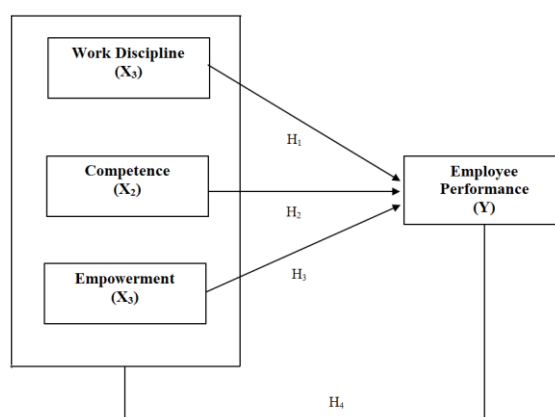 Work Discipline
(X₃)
H₁
Competence
(X₂)
Employee
Performance
(Y)
H₂
Empowerment
(X₃)
H₃
H₄